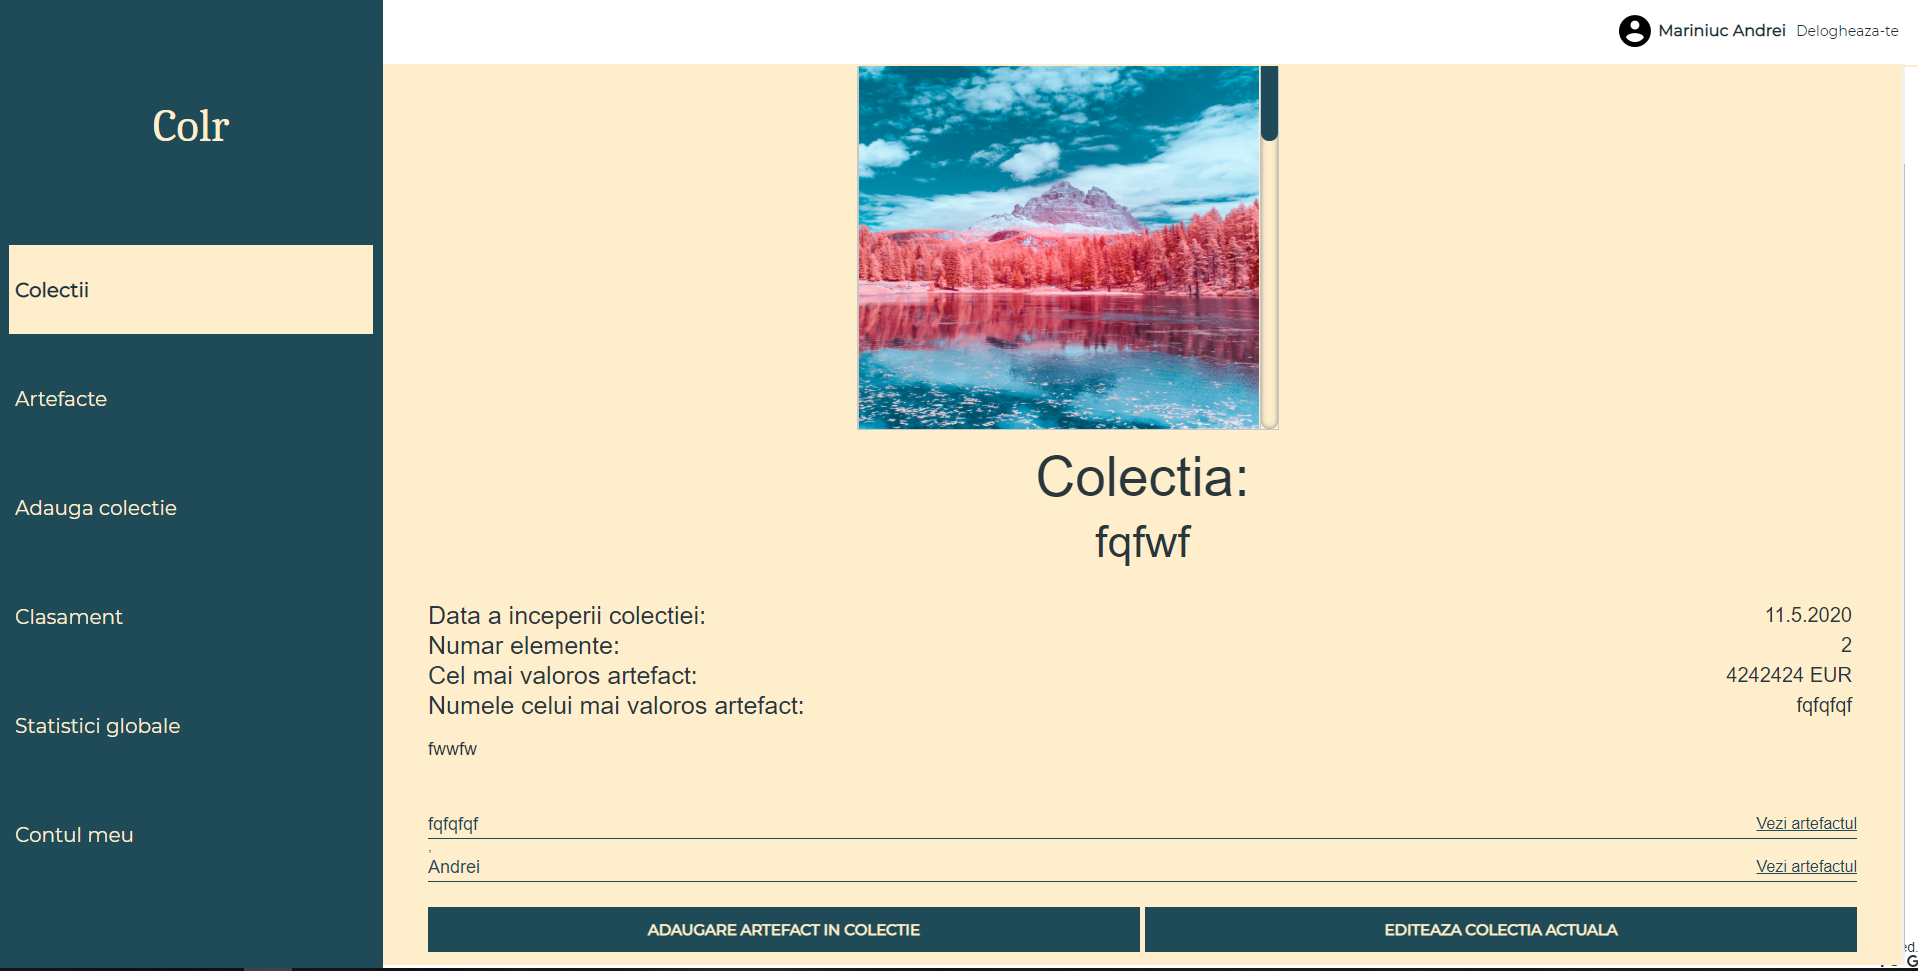 Mariniuc Andrei Delogheaza-te
Colr
Colectii
Artefacte
Adauga colectie
Clasament
Statistici globale
Contul meu
Colectia:
fqfwf
Data a inceperii colectiei: 11.5.2020
Numar elemente: 2
Cel mai valoros artefact: 4242424 EUR
Numele celui mai valoros artefact: fqfqfqf
fwwfw
fqfqfqf Vezi artefactul
,
Andrei Vezi artefactul
ADAUGARE ARTEFACT IN COLECTIE EDITEAZA COLECTIA ACTUALA